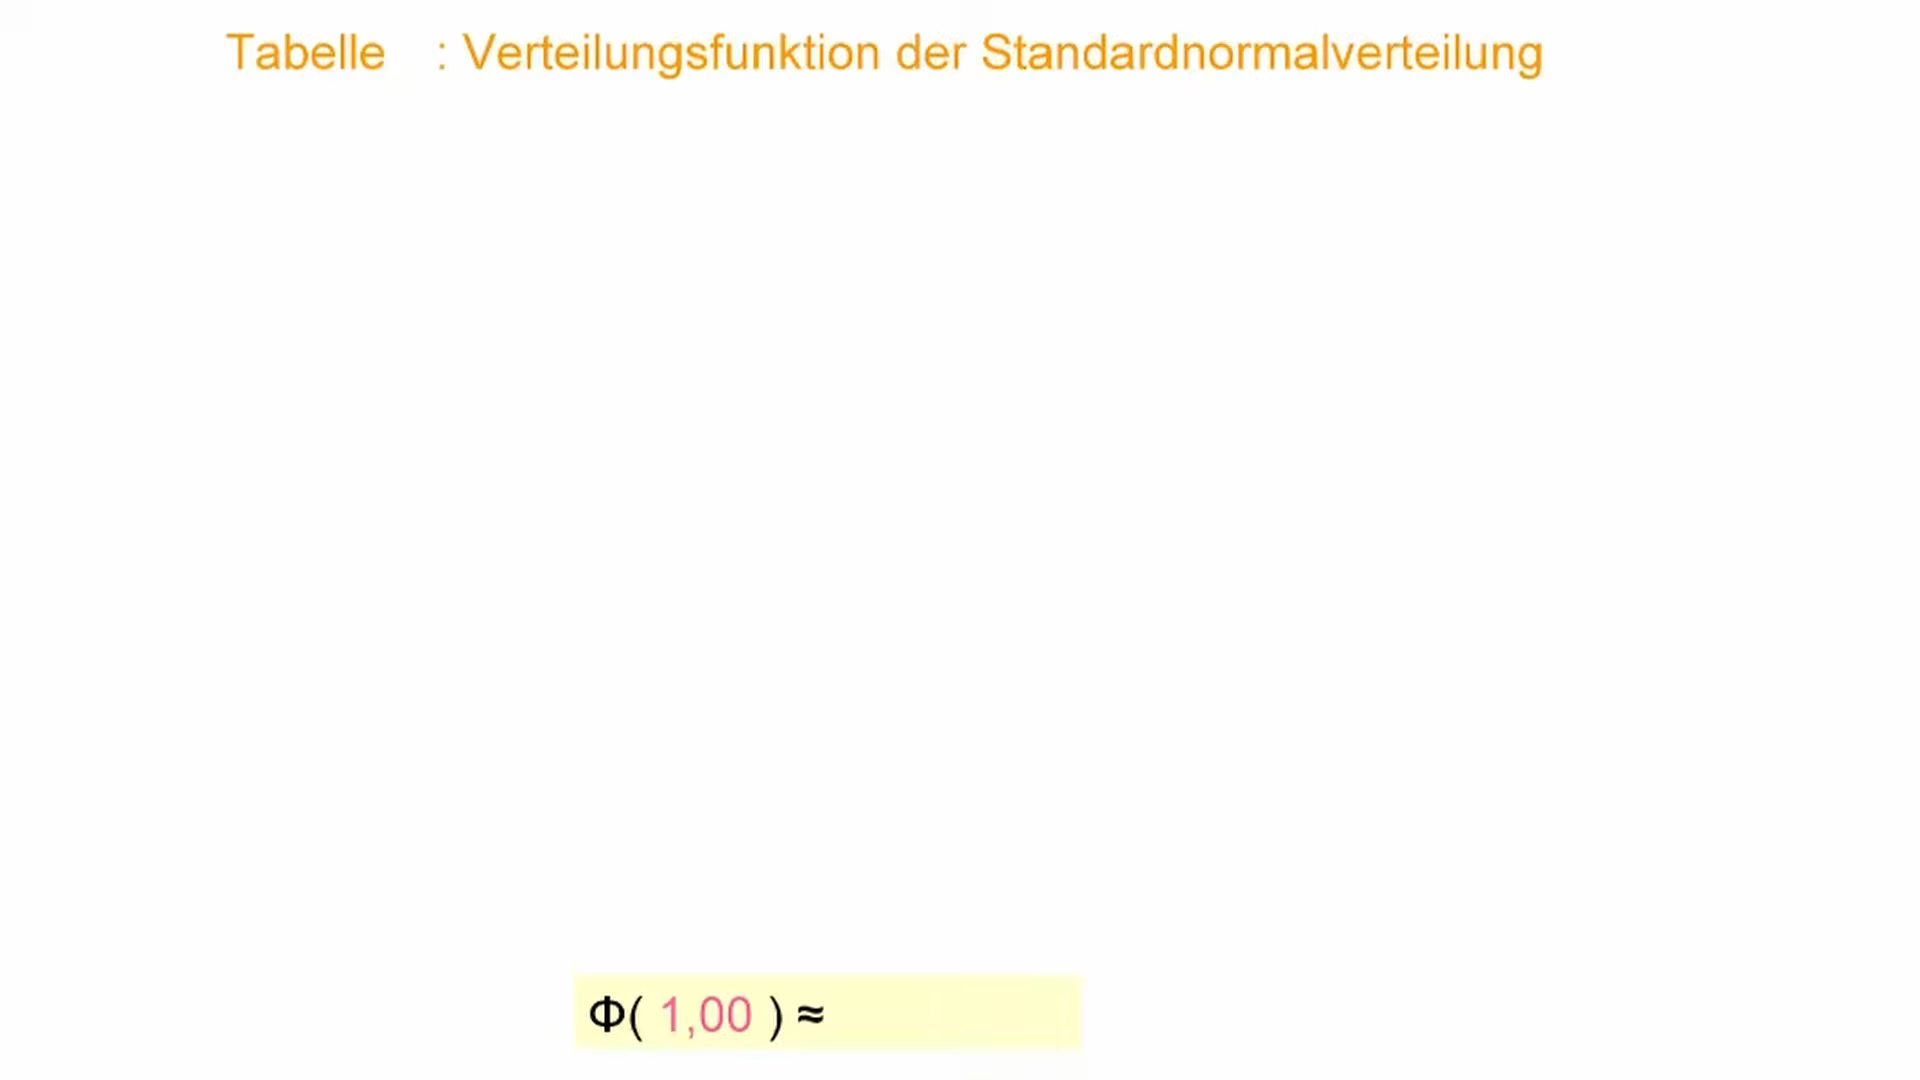 Tabelle : Verteilungsfunktion der Standardnormalverteilung
Φ( 1,00 ) ≈